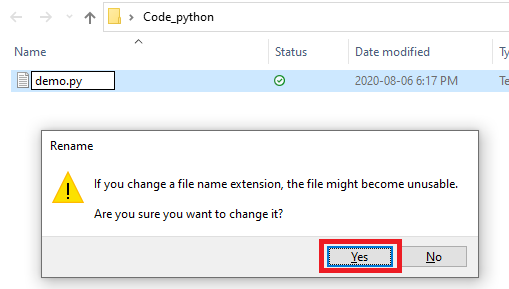 Code_python
Name Status Date modified Ty
demo.py 2020-08-06 6:17 PM Te
Rename
If you change a file name extension, the file might become unusable.
Are you sure you want to change it?
Yes No